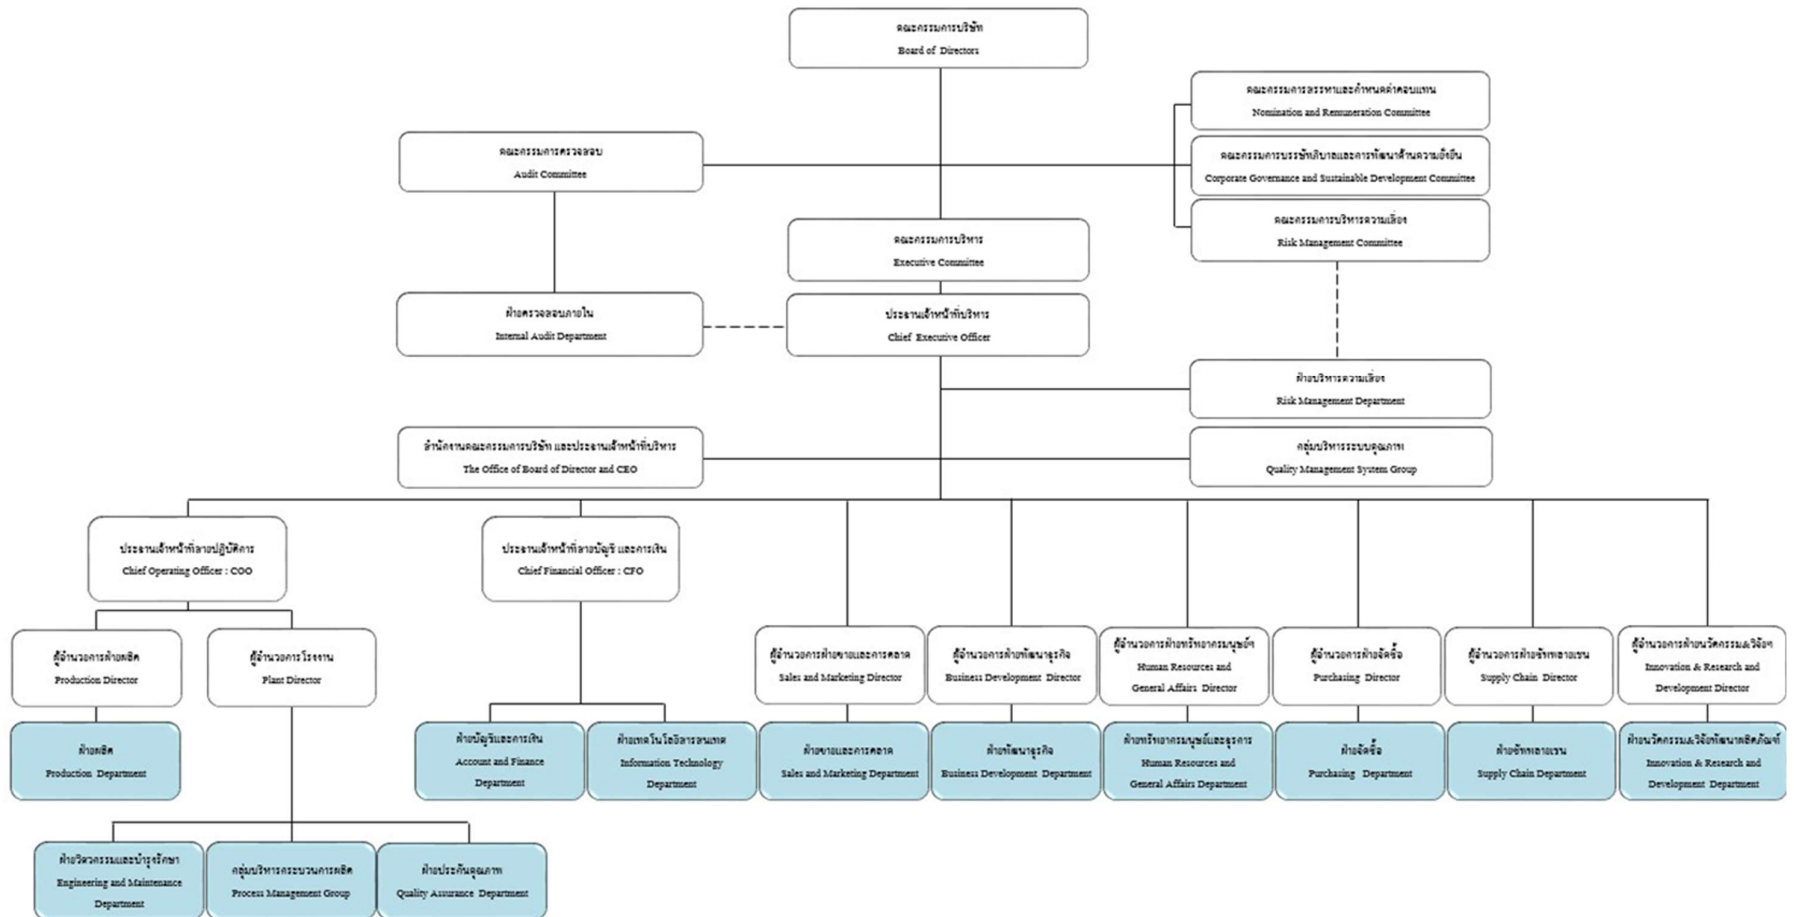 คณะกรรมการบริษัท
Board of Directors
คณะกรรมการสรรหาและกำหนดค่าตอบแทน
Nomination and Remuneration Committee
คณะกรรมการตรวจสอบ
Audit Committee
คณะกรรมการบรรษัทภิบาลและการพัฒนาด้านความยั่งยืน
Corporate Governance and Sustainable Development Committee
คณะกรรมการบริหารความเสี่ยง
Risk Management Committee
คณะกรรมการบริหาร
Executive Committee
ฝ่ายตรวจสอบภายใน
Internal Audit Department
ประธานเจ้าหน้าที่บริหาร
Chief Executive Officer
ฝ่ายบริหารความเสี่ยง
Risk Management Department
สำนักงานคณะกรรมการบริษัท และประธานเจ้าหน้าที่บริหาร
The Office of Board of Director and CEO
กลุ่มบริหารระบบคุณภาพ
Quality Management System Group
ประธานเจ้าหน้าที่สายปฏิบัติการ
Chief Operating Officer : COO
ประธานเจ้าหน้าที่สายบัญชี และการเงิน
Chief Financial Officer : CFO
ผู้อำนวยการฝ่ายผลิต
Production Director
ผู้อำนวยการโรงงาน
Plant Director
ผู้อำนวยการฝ่ายขายและการตลาด
Sales and Marketing Director
ผู้อำนวยการฝ่ายพัฒนาธุรกิจ
Business Development Director
ผู้อำนวยการฝ่ายทรัพยากรมนุษย์ฯ
Human Resources and
General Affairs Director
ผู้อำนวยการฝ่ายจัดซื้อ
Purchasing Director
ผู้อำนวยการฝ่ายซัพพลายเชน
Supply Chain Director
ผู้อำนวยการฝ่ายนวัตกรรม&วิจัยฯ
Innovation & Research and
Development Director
ฝ่ายผลิต
Production Department
ฝ่ายบัญชีและการเงิน
Account and Finance
Department
ฝ่ายเทคโนโลยีสารสนเทศ
Information Technology
Department
ฝ่ายขายและการตลาด
Sales and Marketing Department
ฝ่ายพัฒนาธุรกิจ
Business Development Department
ฝ่ายทรัพยากรมนุษย์และธุรการ
Human Resources and
General Affairs Department
ฝ่ายจัดซื้อ
Purchasing Department
ฝ่ายซัพพลายเชน
Supply Chain Department
ฝ่ายนวัตกรรม&วิจัยพัฒนาผลิตภัณฑ์
Innovation & Research and
Development Department
ฝ่ายวิศวกรรมและบำรุงรักษา
Engineering and Maintenance
Department
กลุ่มบริหารกระบวนการผลิต
Process Management Group
ฝ่ายประกันคุณภาพ
Quality Assurance Department